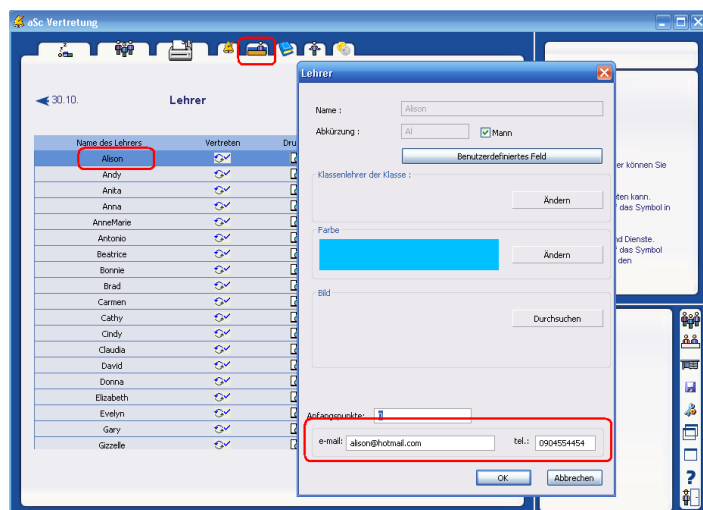 aSc Vertretung
30.10.
Lehrer
Name des Lehrers Vertreten Dru
Alison
Andy
Anita
Anna
AnneMarie
Antonio
Beatrice
Bonnie
Brad
Carmen
Cathy
Cindy
Claudia
David
Donna
Elizabeth
Evelyn
Gary
Gizzelle
Lehrer
Name : Alison
Abkürzung : Al Mann
Benutzerdefiniertes Feld
Klassenlehrer der Klasse :
Ändern
Farbe
Ändern
Bild
Durchsuchen
Anfangspunkte:
e-mail: alison@hotmail.com tel.: 0904554454
OK Abbrechen
er können Sie
ten kann.
das Symbol in
nd Dienste.
das Symbol
den